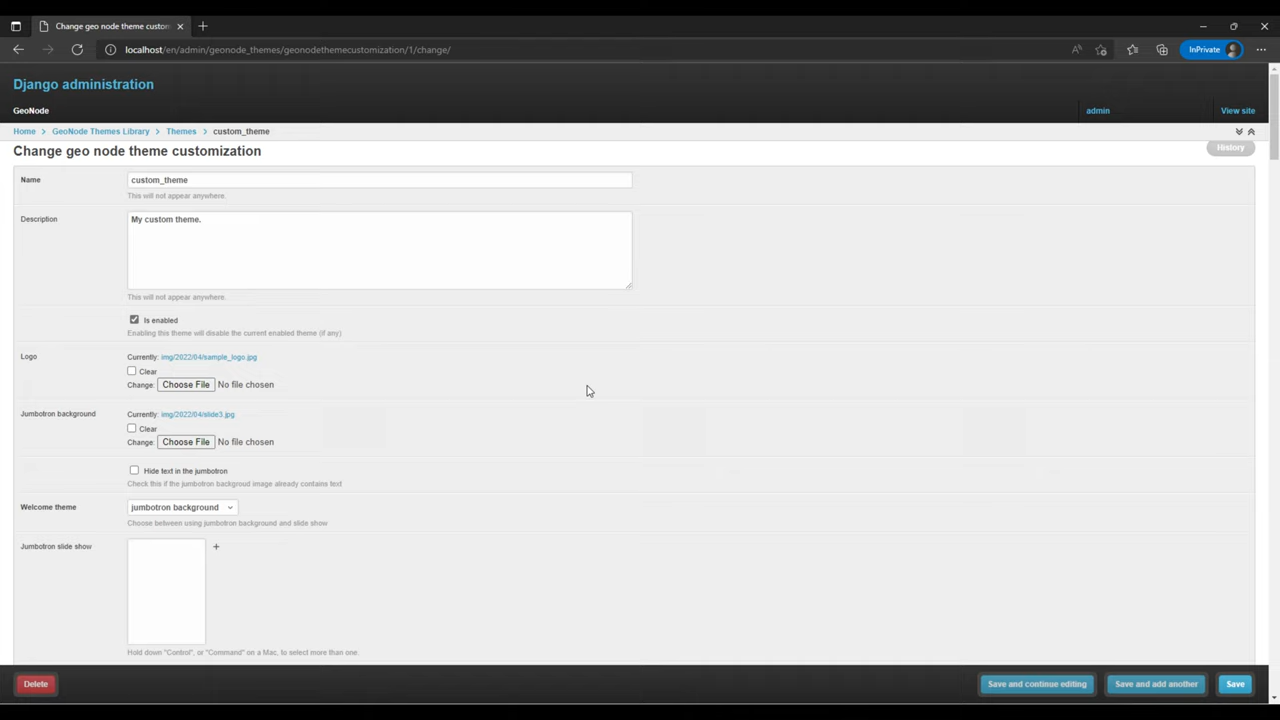 Change geo node theme custom
localhost/en/admin/geonode_themes/geonodethemecustomization/1/change/
InPrivate
Django administration
GeoNode
admin
View site
Home > GeoNode Themes Library > Themes > custom_theme
Change geo node theme customization
History
Name
custom_theme
This will not appear anywhere.
Description
My custom theme.
This will not appear anywhere.
Is enabled
Enabling this theme will disable the current enabled theme (if any)
Logo
Currently: img/2022/04/sample_logo.jpg
Clear
Change: Choose File No file chosen
Jumbotron background
Currently: img/2022/04/slide3.jpg
Clear
Change: Choose File No file chosen
Hide text in the jumbotron
Check this if the jumbotron backgroud image already contains text
Welcome theme
jumbotron background
Choose between using jumbotron background and slide show
Jumbotron slide show
+
Hold down "Control", or "Command" on a Mac, to select more than one.
Delete
Save and continue editing
Save and add another
Save